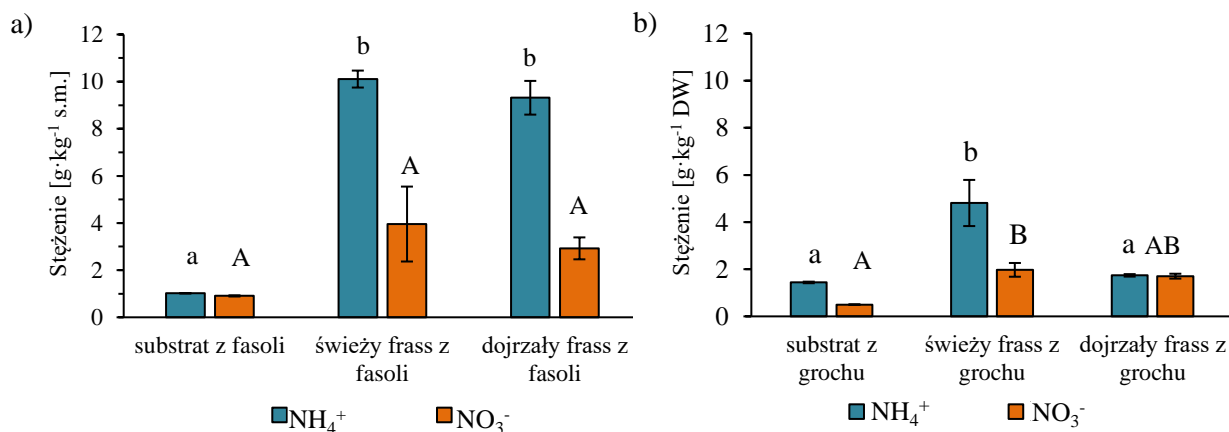 a)
Stężenie [g·kg⁻¹ s.m.]
12
10
8
6
4
2
0
a
A
b
A
b
A
substrat z fasoli
świeży frass z
fasoli
dojrzały frass z
fasoli
NH₄⁺
NO₃⁻
b)
Stężenie [g·kg⁻¹ DW]
12
10
8
6
4
2
0
a
A
b
B
a
AB
substrat z
grochu
świeży frass z
grochu
dojrzały frass z
grochu
NH₄⁺
NO₃⁻